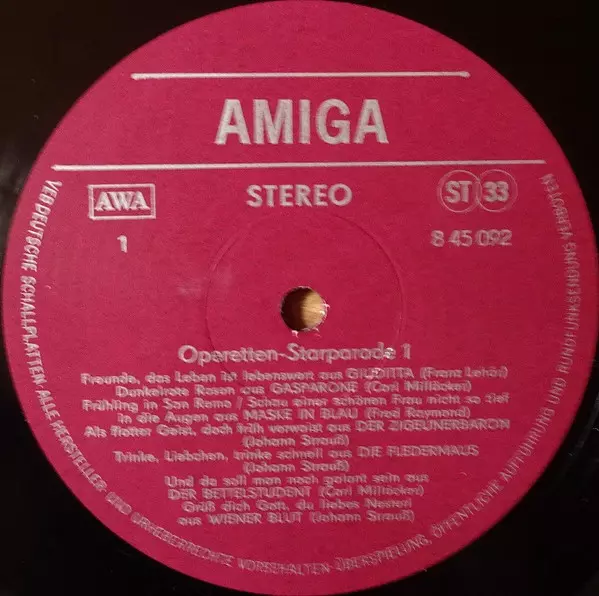 AMIGA
AWA
STEREO
ST 33
1
8 45 092
Operetten-Starparade 1
Freunde, das Leben ist lebenswert aus GIUDITTA (Franz Lehár)
Dunkelrote Rosen aus GASPARONE (Carl Millöcker)
Frühling in San Remo / Schau einer schönen Frau nicht so tief
in die Augen aus MASKE IN BLAU (Fred Raymond)
Als flotter Geist, doch früh verwaist aus DER ZIGEUNERBARON
(Johann Strauß)
Trinke, Liebchen, trinke schnell aus DIE FLEDERMAUS
(Johann Strauß)
Und da soll man noch galant sein aus
DER BETTELSTUDENT (Carl Millöcker)
Grüß dich Gott, du liebes Nesterl
aus WIENER BLUT (Johann Strauß)
VEB DEUTSCHE SCHALLPLATTEN · ALLE HERSTELLER- UND URHEBERRECHTE VORBEHALTEN · ÜBERSPIELUNG, ÖFFENTLICHE AUFFÜHRUNG UND RUNDFUNKSENDUNG VERBOTEN